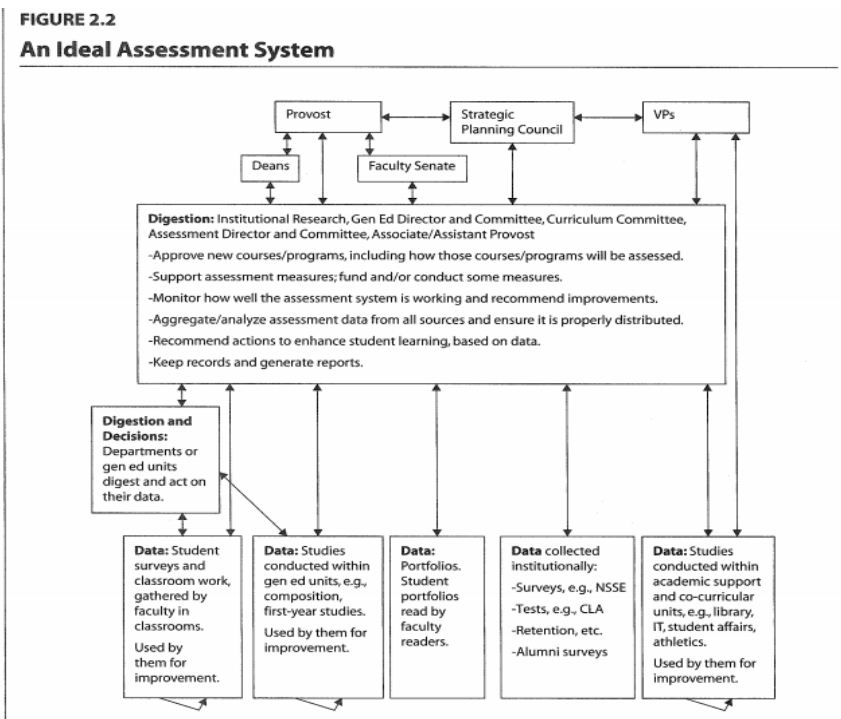 FIGURE 2.2
An Ideal Assessment System
Provost
Strategic
Planning Council
VPs
Deans
Faculty Senate
Digestion: Institutional Research, Gen Ed Director and Committee, Curriculum Committee,
Assessment Director and Committee, Associate/Assistant Provost
-Approve new courses/programs, including how those courses/programs will be assessed.
-Support assessment measures; fund and/or conduct some measures.
-Monitor how well the assessment system is working and recommend improvements.
-Aggregate/analyze assessment data from all sources and ensure it is properly distributed.
-Recommend actions to enhance student learning, based on data.
-Keep records and generate reports.
Digestion and
Decisions:
Departments or
gen ed units
digest and act on
their data.
Data: Student
surveys and
classroom work,
gathered by
faculty in
classrooms.
Used by
them for
improvement.
Data: Studies
conducted within
gen ed units, e.g.,
composition,
first-year studies.
Used by them for
improvement.
Data:
Portfolios.
Student
portfolios
read by
faculty
readers.
Data collected
institutionally:
-Surveys, e.g., NSSE
-Tests, e.g., CLA
-Retention, etc.
-Alumni surveys
Data: Studies
conducted within
academic support
and co-curricular
units, e.g., library,
IT, student affairs,
athletics.
Used by them for
improvement.